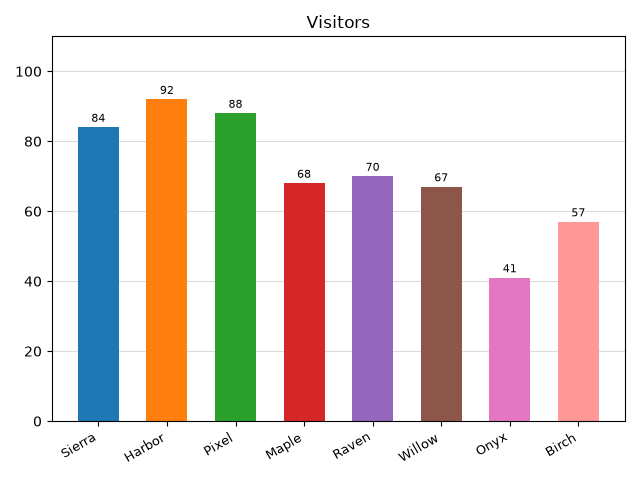 Visitors
100
80
60
40
20
0
84
92
88
68
70
67
41
57
Sierra
Harbor
Pixel
Maple
Raven
Willow
Onyx
Birch